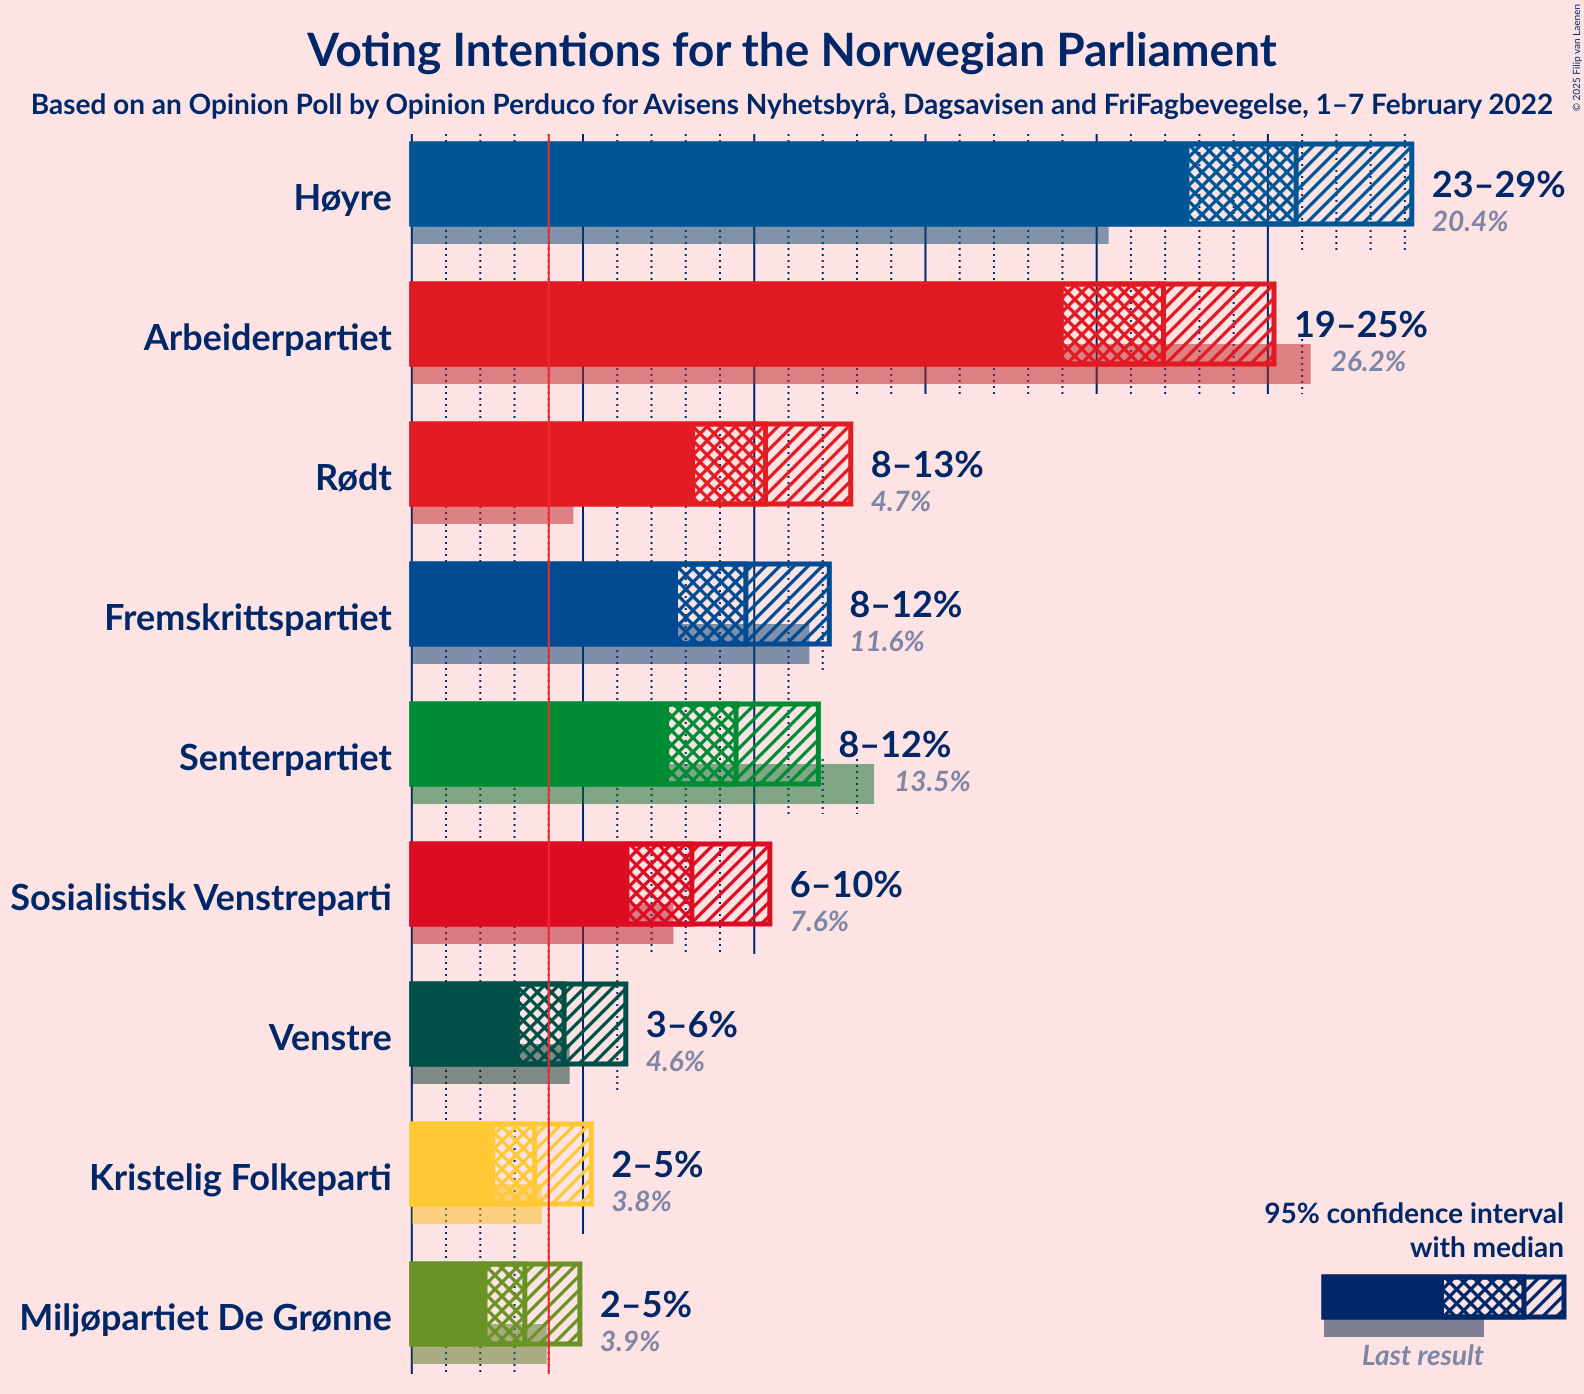 Voting Intentions for the Norwegian Parliament
Based on an Opinion Poll by Opinion Perduco for Avisens Nyhetsbyrå, Dagsavisen and FriFagbevegelse, 1–7 February 2022
© 2025 Filip van Laenen
Høyre
23–29%
20.4%
Arbeiderpartiet
19–25%
26.2%
Rødt
8–13%
4.7%
Fremskrittspartiet
8–12%
11.6%
Senterpartiet
8–12%
13.5%
Sosialistisk Venstreparti
6–10%
7.6%
Venstre
3–6%
4.6%
Kristelig Folkeparti
2–5%
3.8%
Miljøpartiet De Grønne
2–5%
3.9%
95% confidence interval
with median
Last result